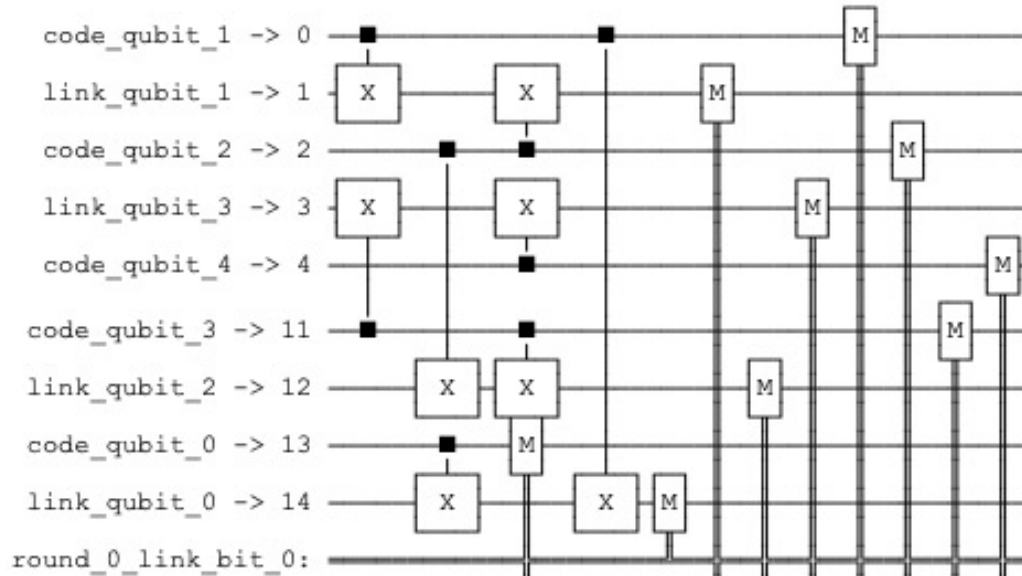 code_qubit_1 -> 0 M
link_qubit_1 -> 1 X X M
code_qubit_2 -> 2 M
link_qubit_3 -> 3 X X M
code_qubit_4 -> 4 M
code_qubit_3 -> 11 M
link_qubit_2 -> 12 X X M
code_qubit_0 -> 13 M
link_qubit_0 -> 14 X X M
round_0_link_bit_0: